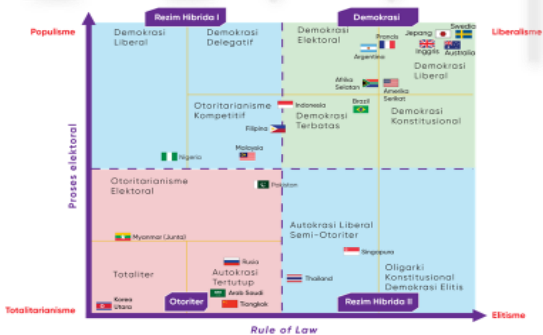 Rezim Hibrida I
Demokrasi
Populisme
Liberalisme
Demokrasi
Liberal
Demokrasi
Delegatif
Demokrasi
Elektoral
Prancis
Argentina
Jepang
Swedia
Inggris
Australia
Demokrasi
Liberal
Afrika
Selatan
Amerika
Serikat
Otoritarianisme
Kompetitif
Indonesia
Brazil
Demokrasi
Terbatas
Demokrasi
Konstitusional
Filipina
Nigeria
Malaysia
Proses elektoral
Otoritarianisme
Elektoral
Pakistan
Myanmar (Junta)
Autokrasi Liberal
Semi-Otoriter
Singapura
Rusia
Totaliter
Autokrasi
Tertutup
Thailand
Oligarki
Konstitusional
Demokrasi Elitis
Arab Saudi
Korea
Utara
Tiongkok
Otoriter
Rezim Hibrida II
Totalitarianisme
Elitisme
Rule of Law